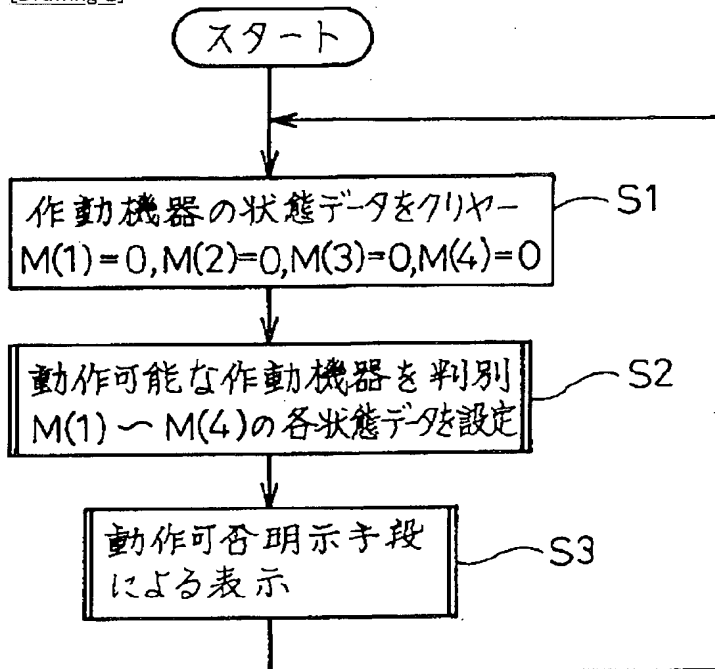 スタート
作動機器の状態データをクリヤー
M(1)=0,M(2)=0,M(3)=0,M(4)=0
S1
動作可能な作動機器を判別
M(1)〜M(4)の各状態データを設定
S2
動作可否明示手段
による表示
S3